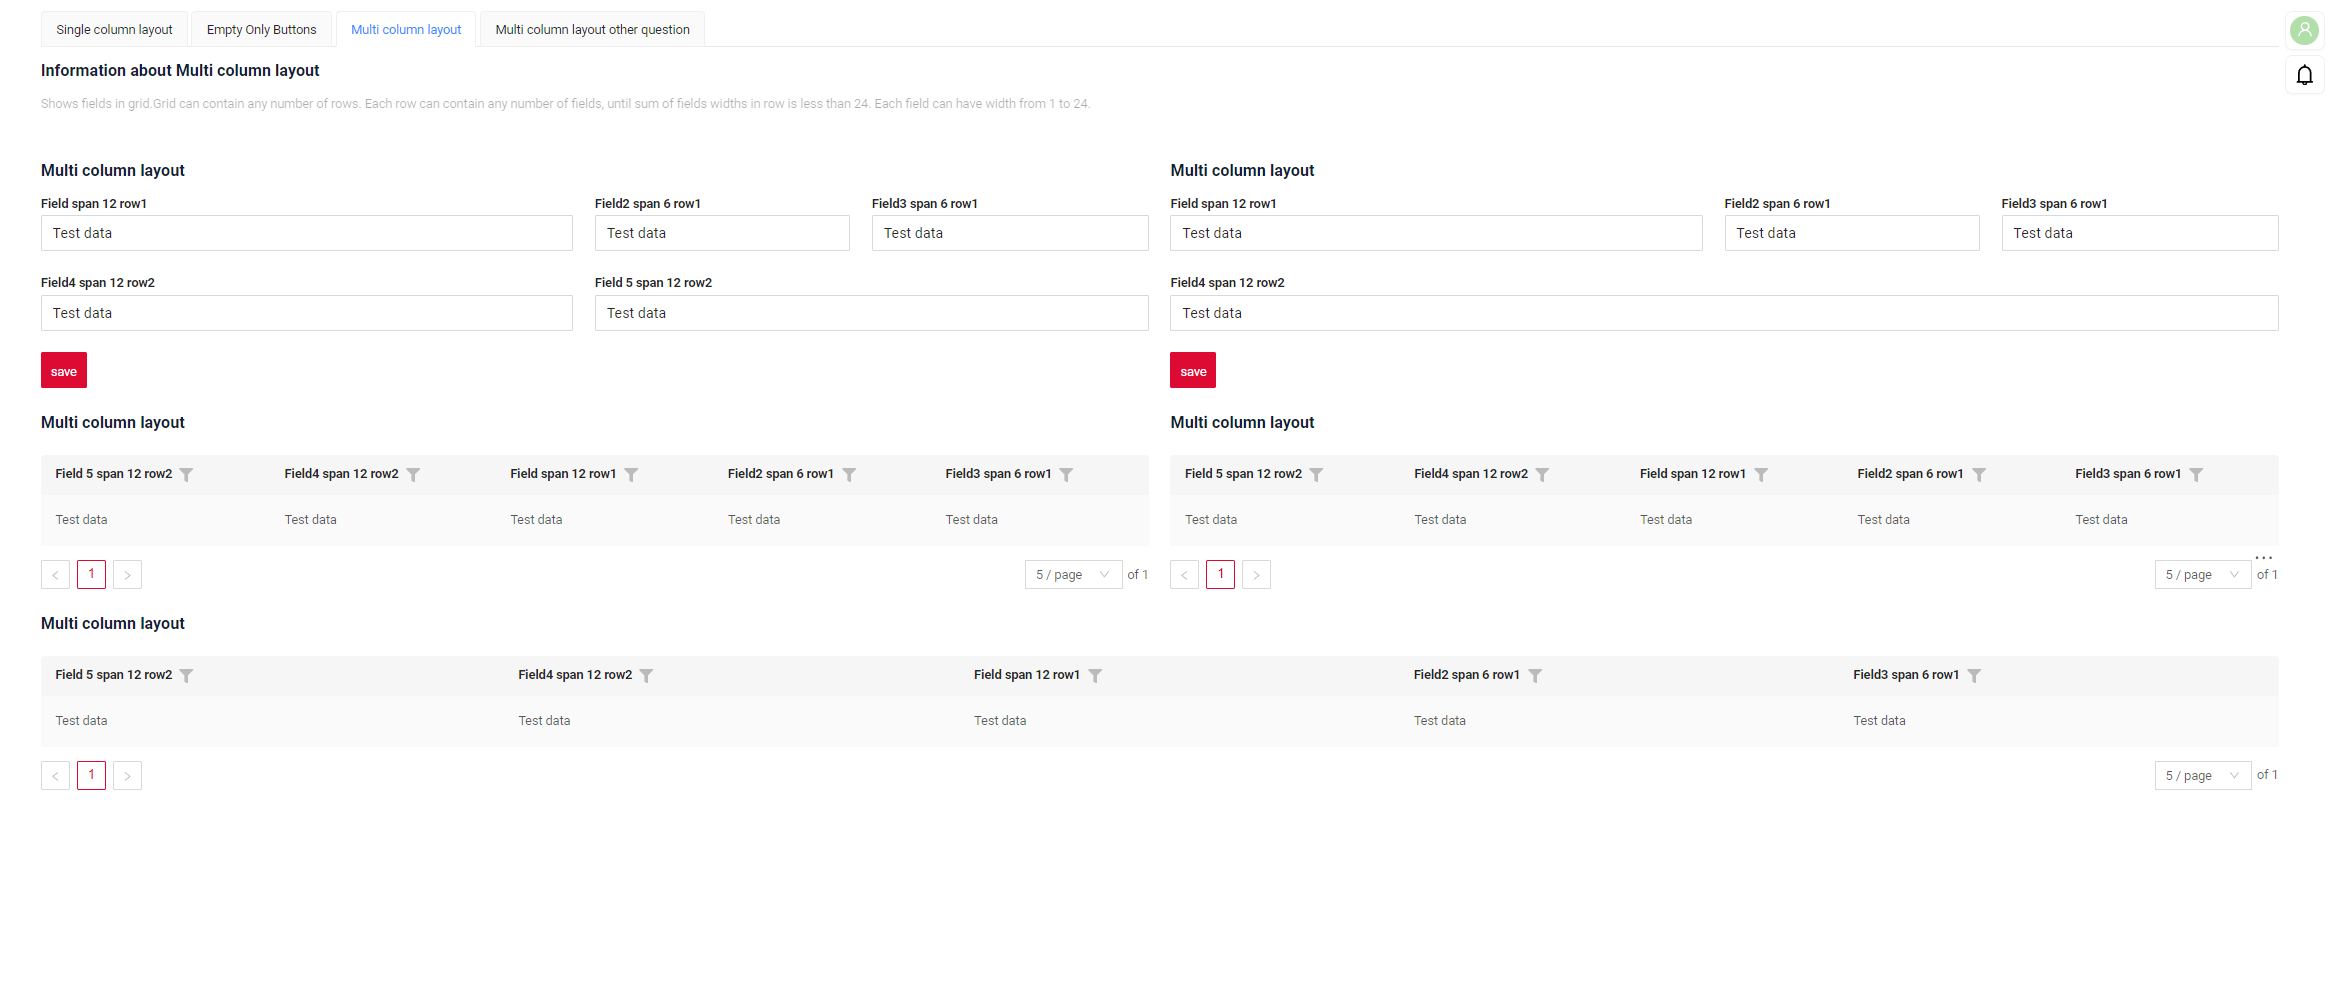 Single column layout Empty Only Buttons Multi column layout Multi column layout other question
Information about Multi column layout
Shows fields in grid.Grid can contain any number of rows. Each row can contain any number of fields, until sum of fields widths in row is less than 24. Each field can have width from 1 to 24.
Multi column layout
Field span 12 row1 Field2 span 6 row1 Field3 span 6 row1
Test data Test data Test data
Field4 span 12 row2 Field 5 span 12 row2
Test data Test data
save
Multi column layout
Field span 12 row1 Field2 span 6 row1 Field3 span 6 row1
Test data Test data Test data
Field4 span 12 row2
Test data
save
Multi column layout
Field 5 span 12 row2 Field4 span 12 row2 Field span 12 row1 Field2 span 6 row1 Field3 span 6 row1
Test data Test data Test data Test data Test data
< 1 > 5 / page of 1
Multi column layout
Field 5 span 12 row2 Field4 span 12 row2 Field span 12 row1 Field2 span 6 row1 Field3 span 6 row1
Test data Test data Test data Test data Test data
...
< 1 > 5 / page of 1
Multi column layout
Field 5 span 12 row2 Field4 span 12 row2 Field span 12 row1 Field2 span 6 row1 Field3 span 6 row1
Test data Test data Test data Test data Test data
< 1 > 5 / page of 1